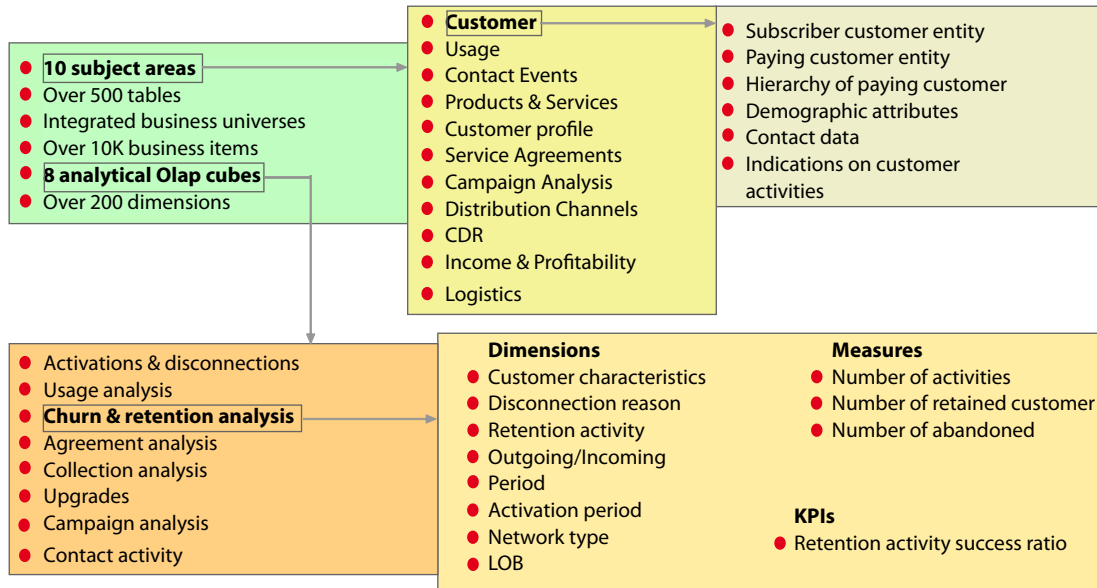 10 subject areas
Over 500 tables
Integrated business universes
Over 10K business items
8 analytical Olap cubes
Over 200 dimensions
Customer
Usage
Contact Events
Products & Services
Customer profile
Service Agreements
Campaign Analysis
Distribution Channels
CDR
Income & Profitability
Logistics
Subscriber customer entity
Paying customer entity
Hierarchy of paying customer
Demographic attributes
Contact data
Indications on customer
activities
Activations & disconnections
Usage analysis
Churn & retention analysis
Agreement analysis
Collection analysis
Upgrades
Campaign analysis
Contact activity
Dimensions
Customer characteristics
Disconnection reason
Retention activity
Outgoing/Incoming
Period
Activation period
Network type
LOB
Measures
Number of activities
Number of retained customer
Number of abandoned
KPIs
Retention activity success ratio